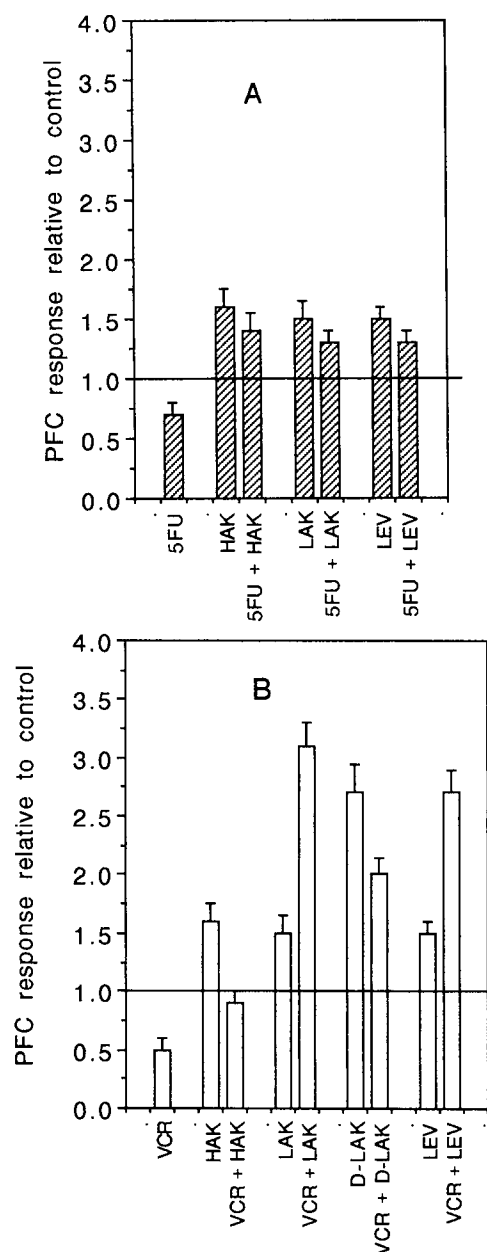 A
PFC response relative to control
4.0
3.5
3.0
2.5
2.0
1.5
1.0
0.5
0.0
5FU
HAK
5FU + HAK
LAK
5FU + LAK
LEV
5FU + LEV
B
PFC response relative to control
4.0
3.5
3.0
2.5
2.0
1.5
1.0
0.5
0.0
VCR
HAK
VCR + HAK
LAK
VCR + LAK
D-LAK
VCR + D-LAK
LEV
VCR + LEV